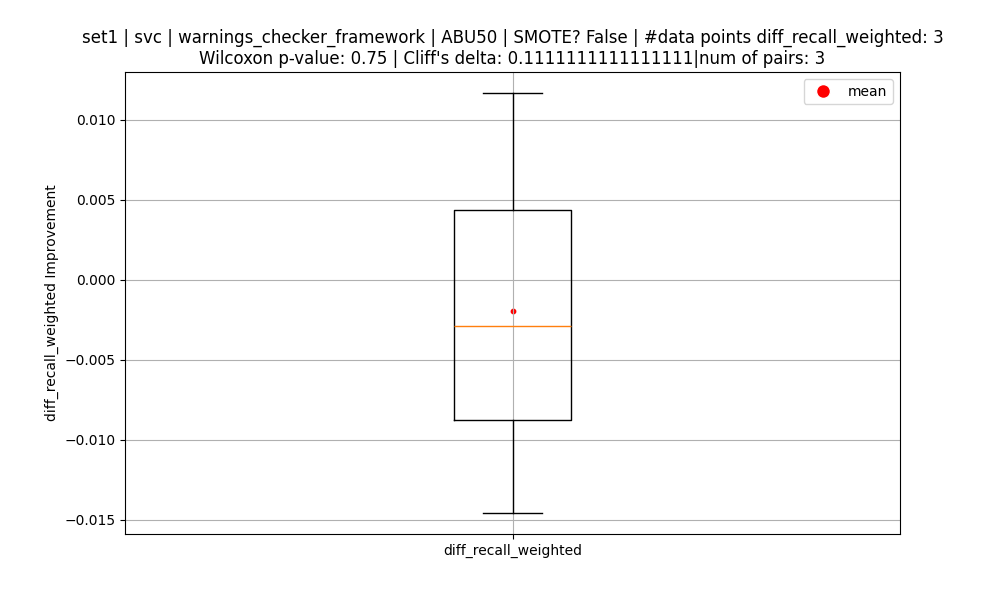 set1 | svc | warnings_checker_framework | ABU50 | SMOTE? False | #data points diff_recall_weighted: 3
Wilcoxon p-value: 0.75 | Cliff's delta: 0.1111111111111111|num of pairs: 3
mean
0.010
0.005
0.000
−0.005
−0.010
−0.015
diff_recall_weighted Improvement
diff_recall_weighted